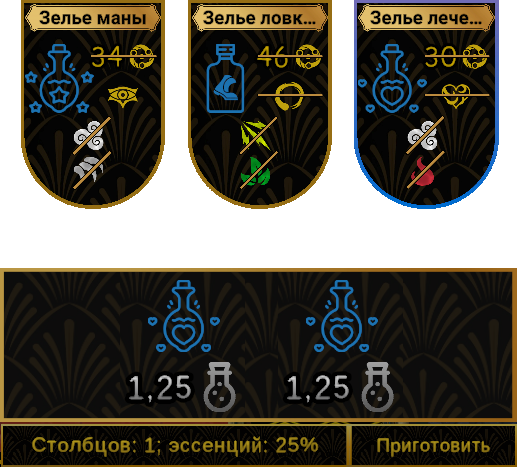 Зелье маны
Зелье ловк...
Зелье лече...
34
46
30
1,25
1,25
Столбцов: 1; эссенций: 25%
Приготовить